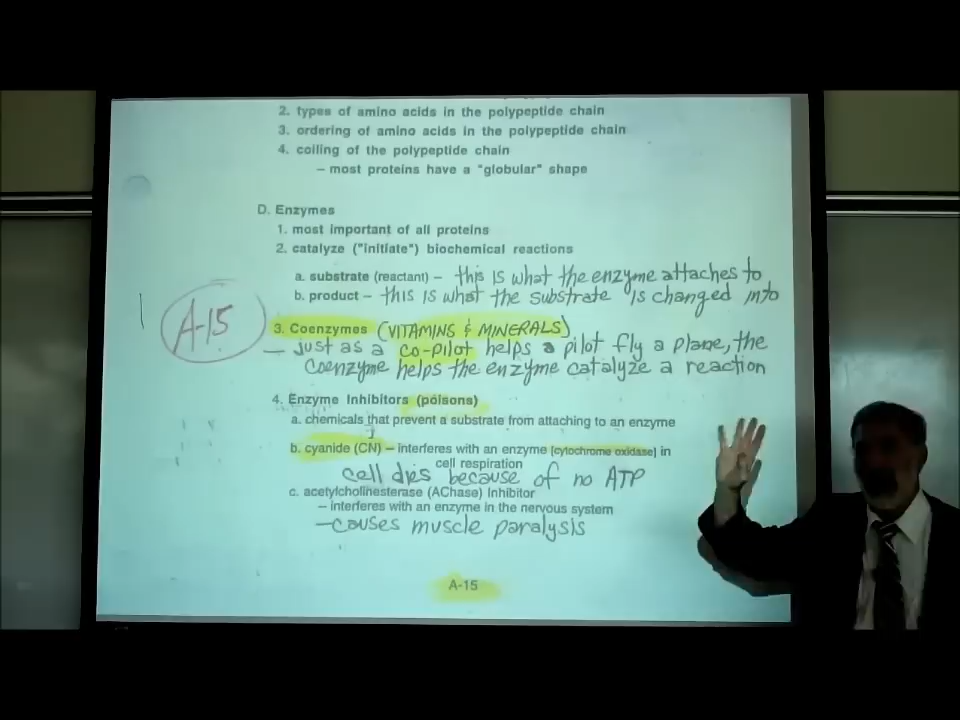 2. types of amino acids in the polypeptide chain
3. ordering of amino acids in the polypeptide chain
4. coiling of the polypeptide chain
– most proteins have a "globular" shape
D. Enzymes
1. most important of all proteins
2. catalyze ("initiate") biochemical reactions
a. substrate (reactant) – this is what the enzyme attaches to
b. product – this is what the substrate is changed into
A-15
3. Coenzymes (VITAMINS & MINERALS)
– just as a co-pilot helps a pilot fly a plane, the
coenzyme helps the enzyme catalyze a reaction
4. Enzyme Inhibitors (poisons)
a. chemicals that prevent a substrate from attaching to an enzyme
b. cyanide (CN) – interferes with an enzyme [cytochrome oxidase] in
cell respiration
cell dies because of no ATP
c. acetylcholinesterase (AChase) Inhibitor
– interferes with an enzyme in the nervous system
– causes muscle paralysis
A-15